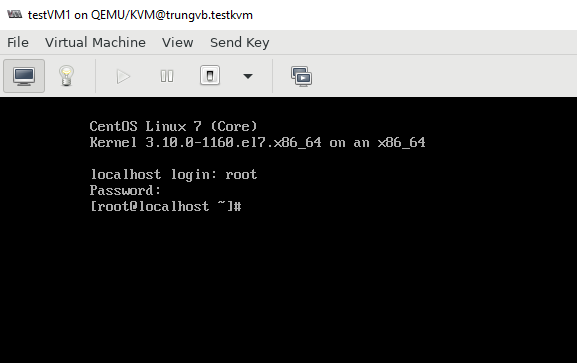 testVM1 on QEMU/KVM@trungvb.testkvm
File Virtual Machine View Send Key
CentOS Linux 7 (Core)
Kernel 3.10.0-1160.el7.x86_64 on an x86_64
localhost login: root
Password:
[root@localhost ~]#